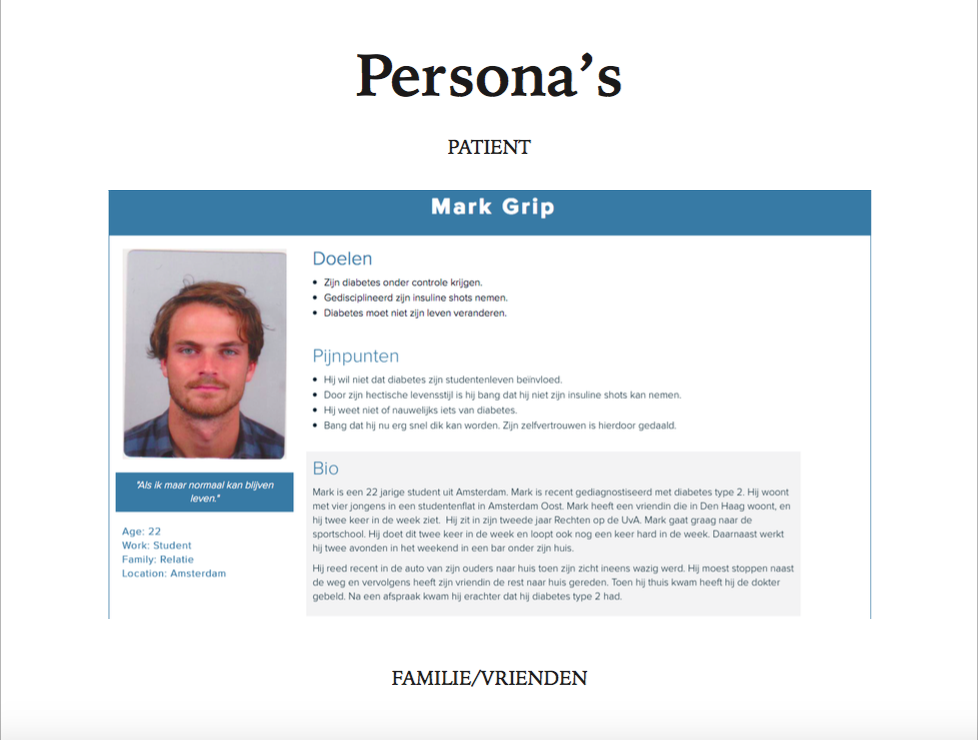 Persona’s
PATIENT
Mark Grip
Doelen
• Zijn diabetes onder controle krijgen.
• Gedisciplineerd zijn insuline shots nemen.
• Diabetes moet niet zijn leven veranderen.
Pijnpunten
• Hij wil niet dat diabetes zijn studentenleven beinvloed.
• Door zijn hectische levensstijl is hij bang dat hij niet zijn insuline shots kan nemen.
• Hij weet niet of nauwelijks iets van diabetes.
• Bang dat hij nu erg snel dik kan worden. Zijn zelfvertrouwen is hierdoor gedaald.
"Als ik maar normaal kan blijven
leven."
Age: 22
Work: Student
Family: Relatie
Location: Amsterdam
Bio
Mark is een 22 jarige student uit Amsterdam. Mark is recent gediagnostiseerd met diabetes type 2. Hij woont
met vier jongens in een studentenflat in Amsterdam Oost. Mark heeft een vriendin die in Den Haag woont, en
hij twee keer in de week ziet. Hij zit in zijn tweede jaar Rechten op de UvA. Mark gaat graag naar de
sportschool. Hij doet dit twee keer in de week en loopt ook nog een keer hard in de week. Daarnaast werkt
hij twee avonden in het weekend in een bar onder zijn huis.
Hij reed recent in de auto van zijn ouders naar huis toen zijn zicht ineens wazig werd. Hij moest stoppen naast
de weg en vervolgens heeft zijn vriendin de rest naar huis gereden. Toen hij thuis kwam heeft hij de dokter
gebeld. Na een afspraak kwam hij erachter dat hij diabetes type 2 had.
FAMILIE/VRIENDEN